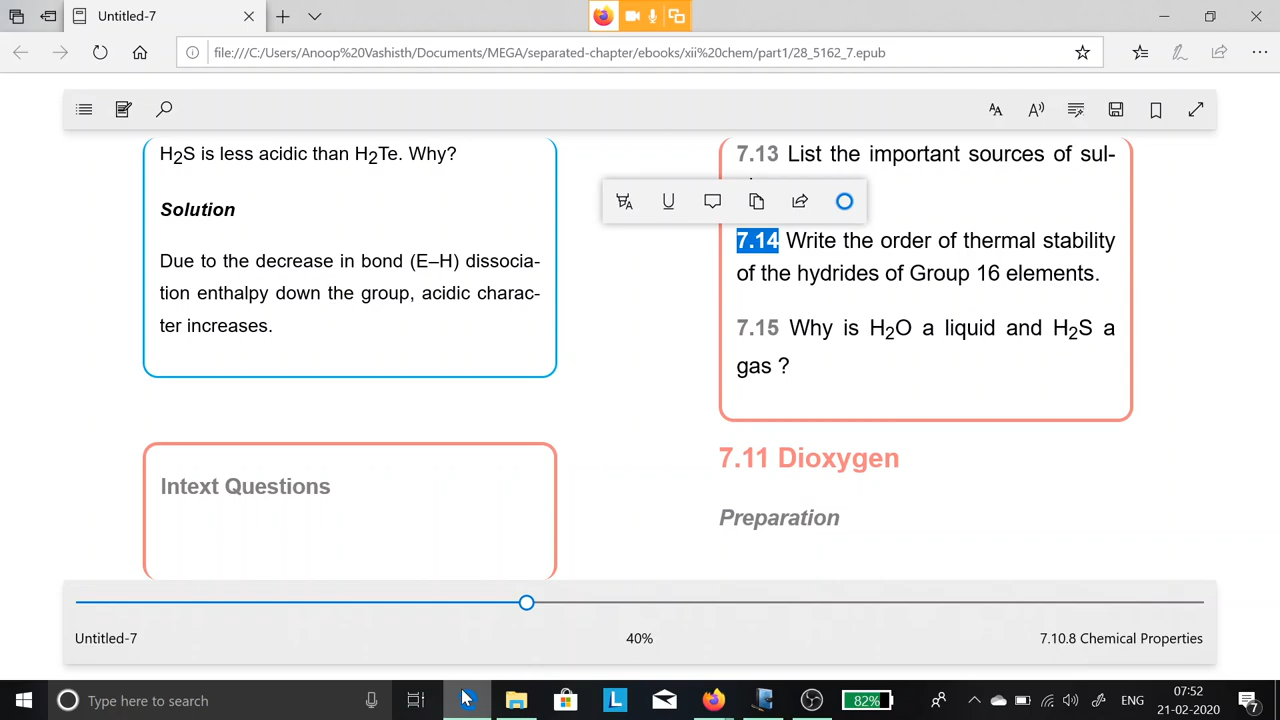 Untitled-7
file:///C:/Users/Anoop%20Vashisth/Documents/MEGA/separated-chapter/ebooks/xii%20chem/part1/28_5162_7.epub
H2S is less acidic than H2Te. Why?
Solution
Due to the decrease in bond (E–H) dissocia-
tion enthalpy down the group, acidic charac-
ter increases.
Intext Questions
7.13 List the important sources of sul-
7.14 Write the order of thermal stability
of the hydrides of Group 16 elements.
7.15 Why is H2O a liquid and H2S a
gas ?
7.11 Dioxygen
Preparation
Untitled-7
40%
7.10.8 Chemical Properties
Type here to search
82%
ENG
07:52
21-02-2020
7